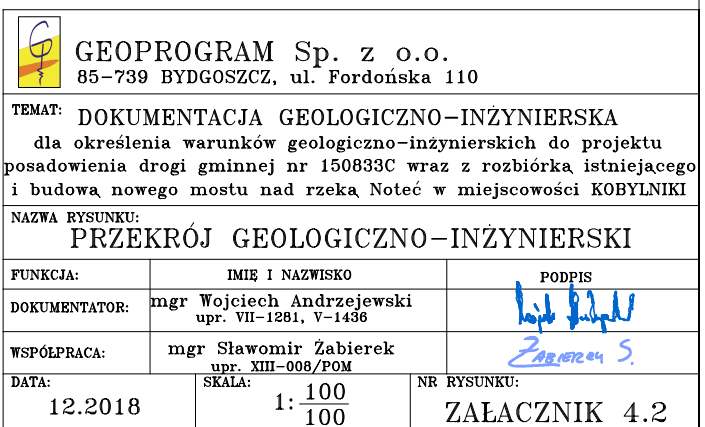 GEOPROGRAM Sp. z o.o.
85-739 BYDGOSZCZ, ul. Fordońska 110
TEMAT: DOKUMENTACJA GEOLOGICZNO-INŻYNIERSKA
dla określenia warunków geologiczno-inżynierskich do projektu
posadowienia drogi gminnej nr 150833C wraz z rozbiórką istniejącego
i budową nowego mostu nad rzeką Noteć w miejscowości KOBYLNIKI
NAZWA RYSUNKU:
PRZEKRÓJ GEOLOGICZNO-INŻYNIERSKI
FUNKCJA: IMIĘ I NAZWISKO PODPIS
DOKUMENTATOR: mgr Wojciech Andrzejewski
upr. VII-1281, V-1436
WSPÓŁPRACA: mgr Sławomir Żabierek ŻABIEREK S.
upr. XIII-008/POM
DATA: SKALA: NR RYSUNKU:
12.2018 1: 100/100 ZAŁĄCZNIK 4.2